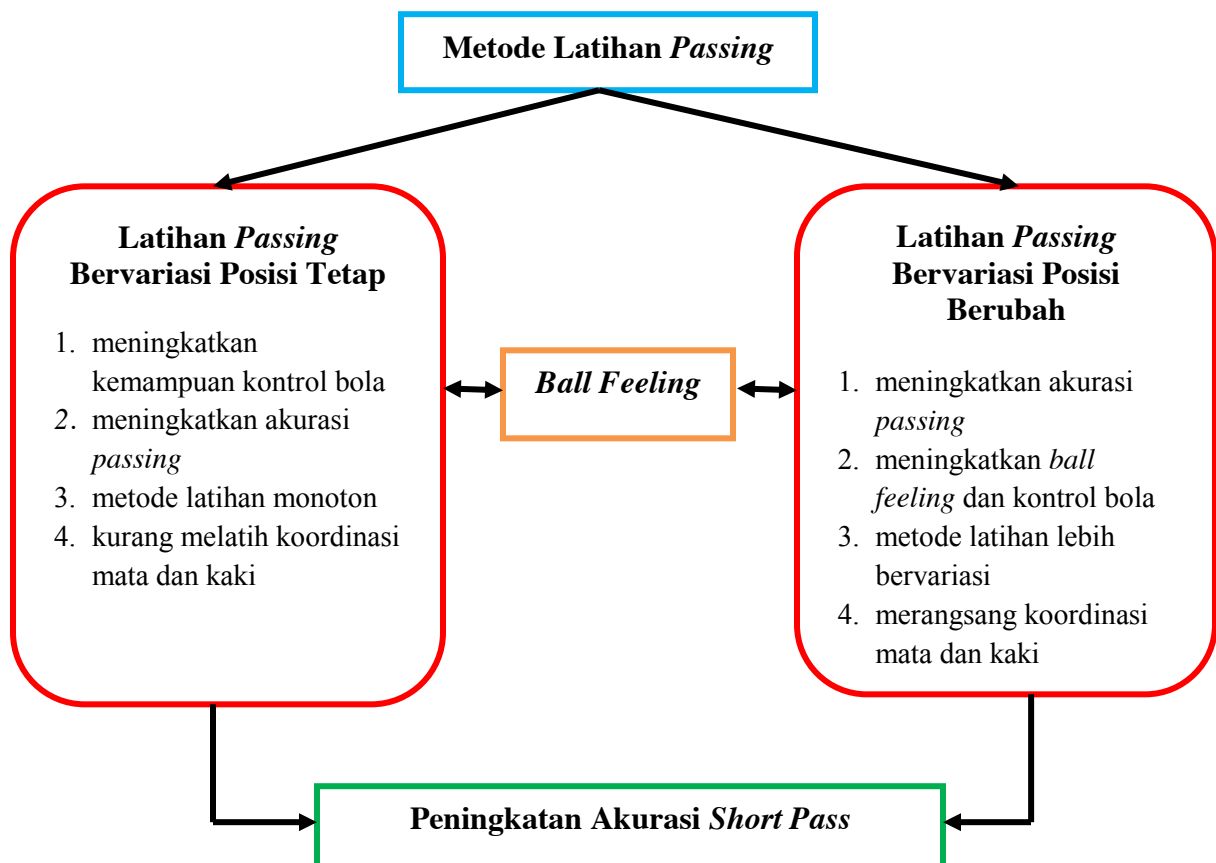 Metode Latihan Passing
Latihan Passing
Bervariasi Posisi Tetap
1. meningkatkan
kemampuan kontrol bola
2. meningkatkan akurasi
passing
3. metode latihan monoton
4. kurang melatih koordinasi
mata dan kaki
Ball Feeling
Latihan Passing
Bervariasi Posisi
Berubah
1. meningkatkan akurasi
passing
2. meningkatkan ball
feeling dan kontrol bola
3. metode latihan lebih
bervariasi
4. merangsang koordinasi
mata dan kaki
Peningkatan Akurasi Short Pass